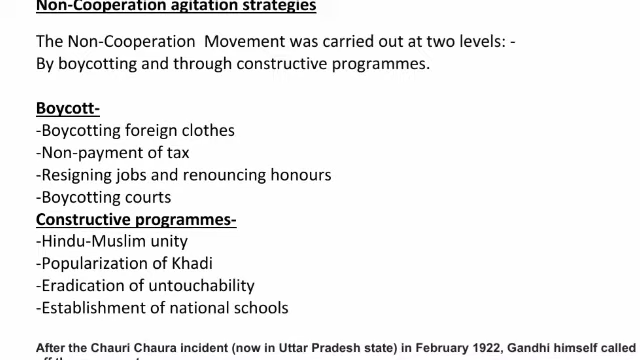 Non-Cooperation agitation strategies
The Non-Cooperation Movement was carried out at two levels: -
By boycotting and through constructive programmes.
Boycott-
-Boycotting foreign clothes
-Non-payment of tax
-Resigning jobs and renouncing honours
-Boycotting courts
Constructive programmes-
-Hindu-Muslim unity
-Popularization of Khadi
-Eradication of untouchability
-Establishment of national schools
After the Chauri Chaura incident (now in Uttar Pradesh state) in February 1922, Gandhi himself called